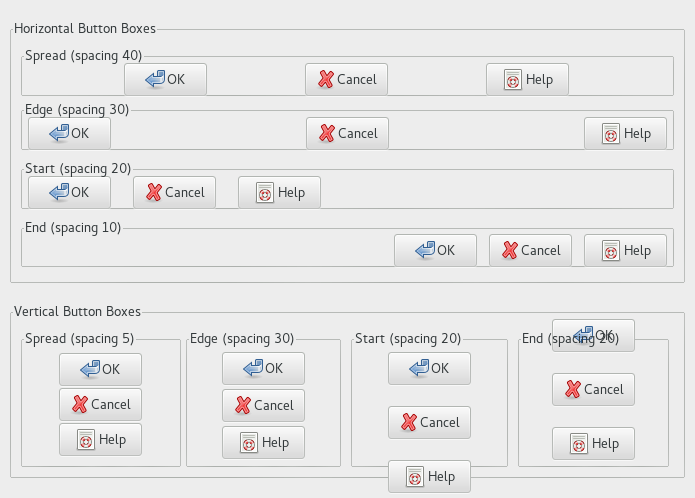 Horizontal Button Boxes
Spread (spacing 40)
OK Cancel Help
Edge (spacing 30)
OK Cancel Help
Start (spacing 20)
OK Cancel Help
End (spacing 10)
OK Cancel Help
Vertical Button Boxes
Spread (spacing 5)
OK
Cancel
Help
Edge (spacing 30)
OK
Cancel
Help
Start (spacing 20)
OK
Cancel
Help
End (spacing 20)
OK
Cancel
Help